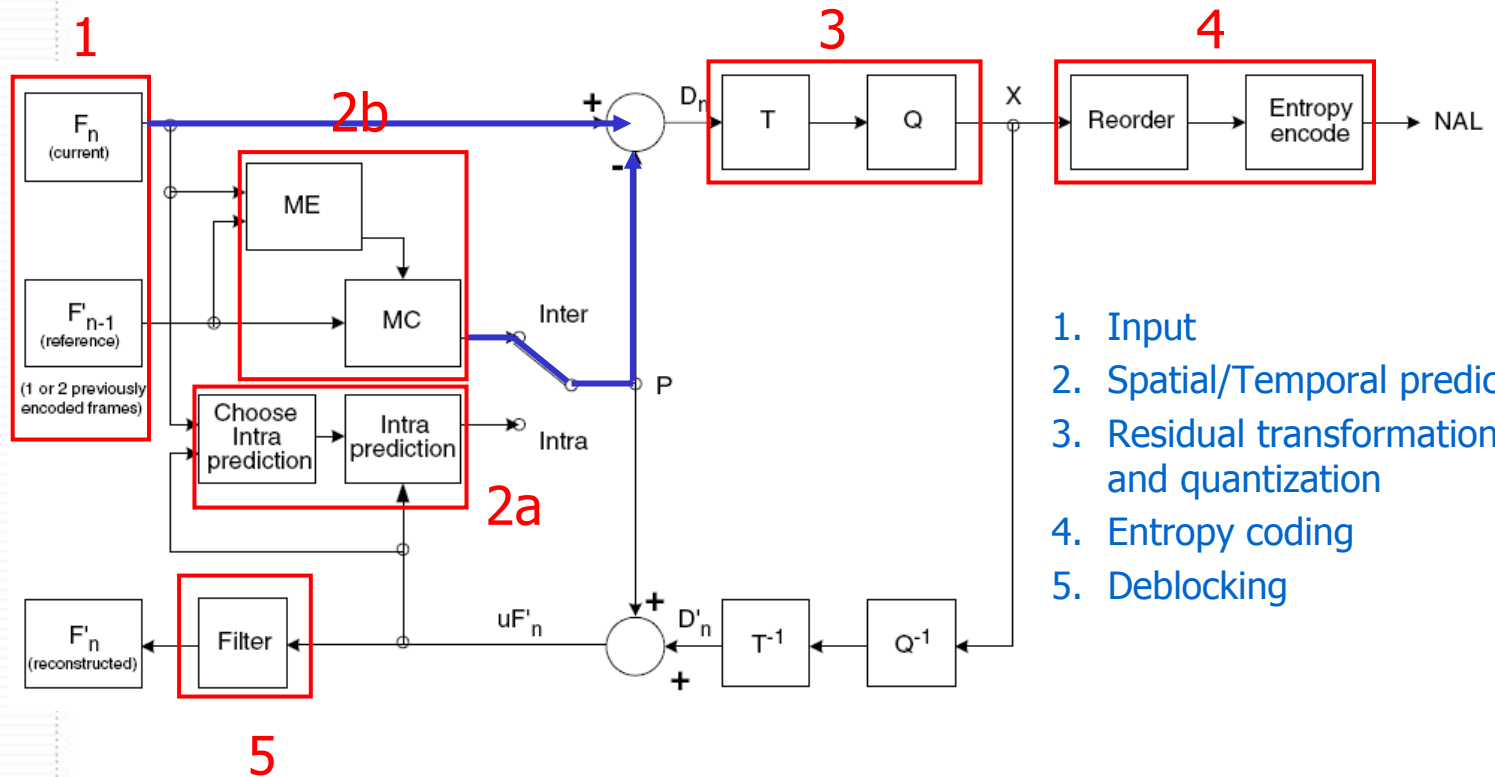 1
3
4
2b
F
n
(current)
+
-
D
n
T
Q
X
Reorder
Entropy
encode
NAL
ME
MC
F'
n-1
(reference)
(1 or 2 previously
encoded frames)
Inter
P
Intra
Choose
Intra
prediction
Intra
prediction
2a
1. Input
2. Spatial/Temporal predic
3. Residual transformation
and quantization
4. Entropy coding
5. Deblocking
F'
n
(reconstructed)
Filter
uF'
n
+
+
D'
n
T-1
Q-1
5